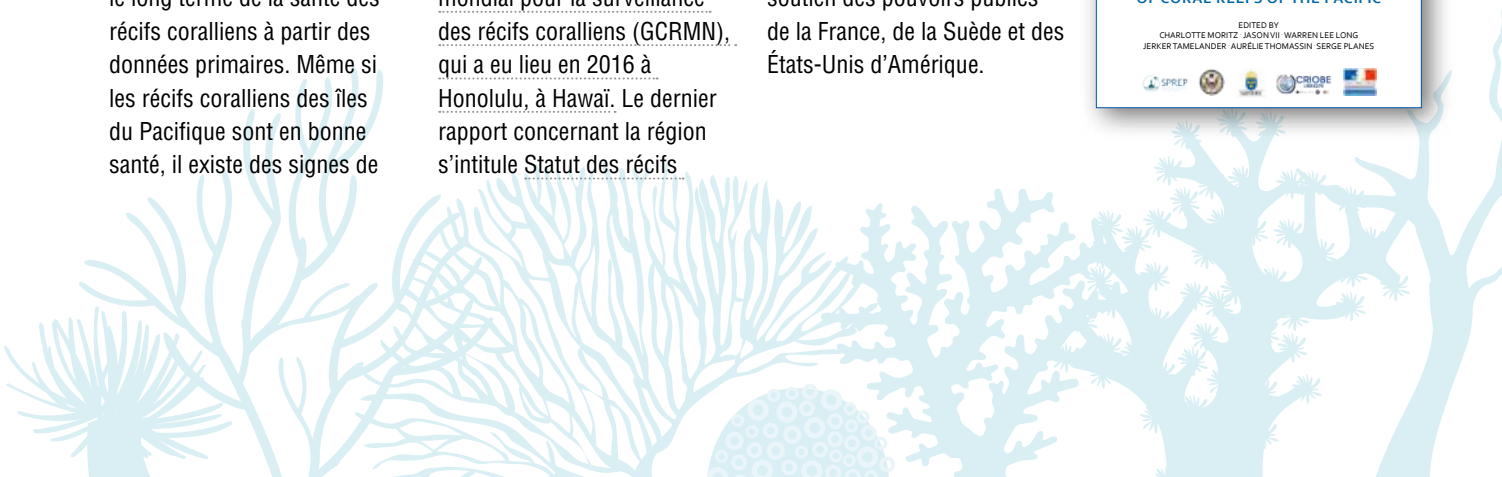 le long terme de la santé des
récifs coralliens à partir des
données primaires. Même si
les récifs coralliens des îles
du Pacifique sont en bonne
santé, il existe des signes de
mondial pour la surveillance
des récifs coralliens (GCRMN),
qui a eu lieu en 2016 à
Honolulu, à Hawaï. Le dernier
rapport concernant la région
s’intitule Statut des récifs
soutien des pouvoirs publics
de la France, de la Suède et des
États-Unis d’Amérique.
OF CORAL REEFS OF THE PACIFIC
EDITED BY
CHARLOTTE MORITZ · JASON VII · WARREN LEE LONG
JERKER TAMELANDER · AURÉLIE THOMASSIN · SERGE PLANES
SPREP
CRIOBE